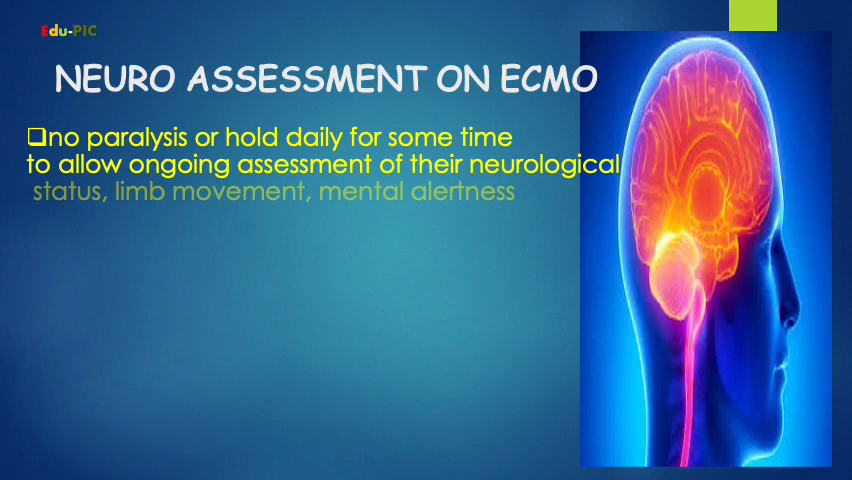 Edu-PIC
NEURO ASSESSMENT ON ECMO
❑no paralysis or hold daily for some time
to allow ongoing assessment of their neurological
status, limb movement, mental alertness